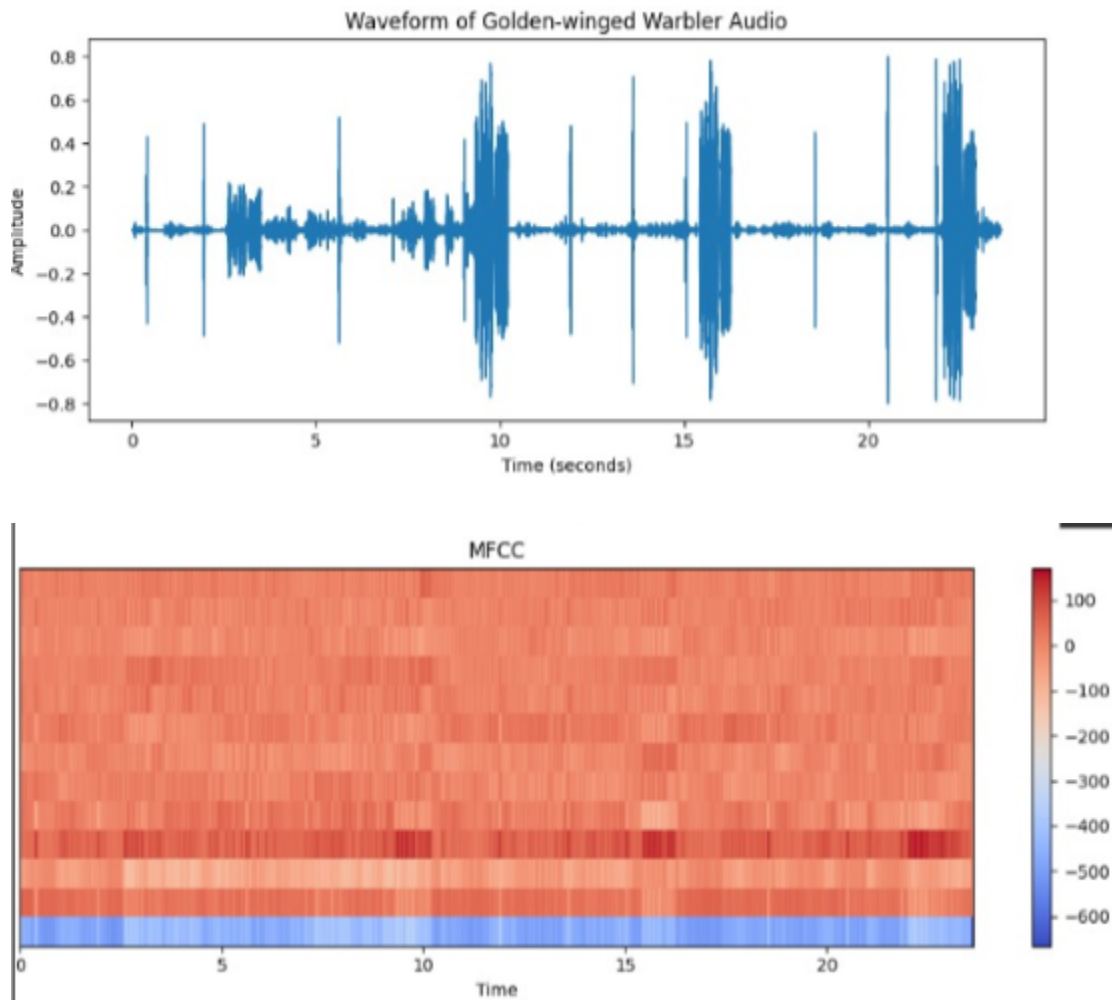 Waveform of Golden-winged Warbler Audio
0.8
0.6
0.4
0.2
0.0
−0.2
−0.4
−0.6
−0.8
Amplitude
0 5 10 15 20
Time (seconds)
MFCC
100
0
−100
−200
−300
−400
−500
−600
0 5 10 15 20
Time